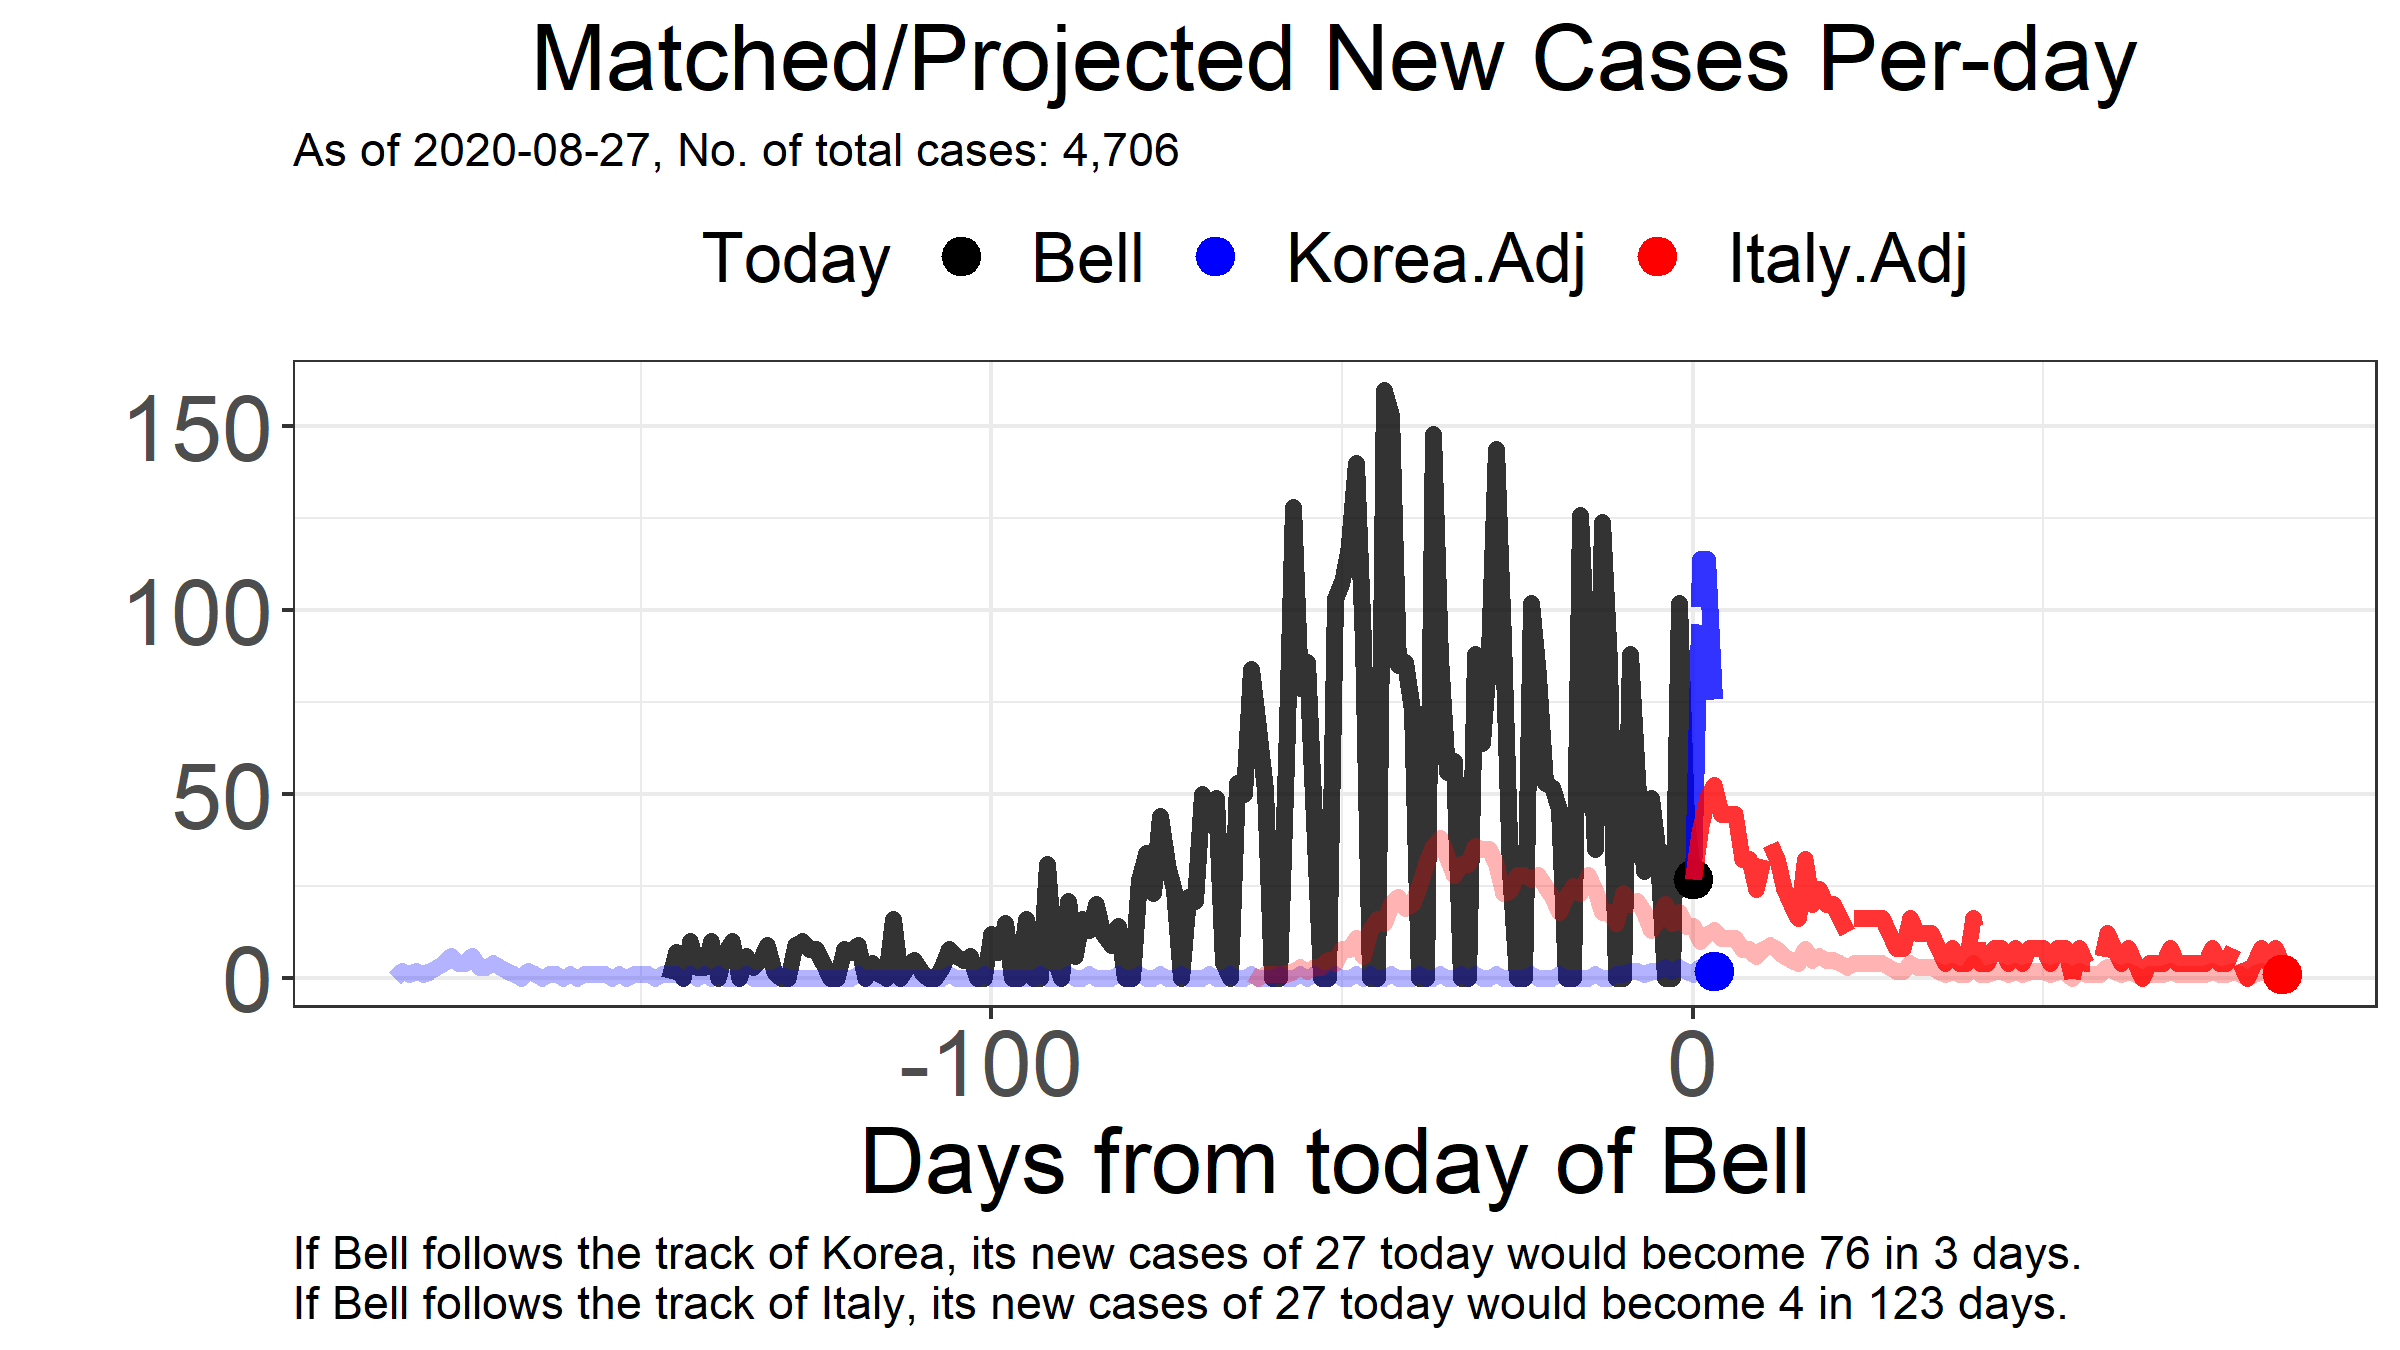 Matched/Projected New Cases Per-day
As of 2020-08-27, No. of total cases: 4,706
Today Bell Korea.Adj Italy.Adj
150
100
50
0
-100 0
Days from today of Bell
If Bell follows the track of Korea, its new cases of 27 today would become 76 in 3 days.
If Bell follows the track of Italy, its new cases of 27 today would become 4 in 123 days.